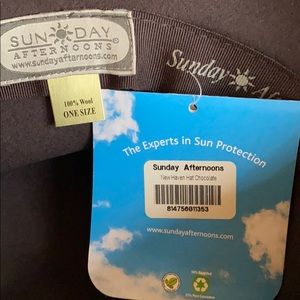 SUN DAY
AFTERNOONS
www.sundayafternoons.com
Sunday Af
100% Wool
ONE SIZE
The Experts in Sun Protection
Sunday Afternoons
New Haven Hat Chocolate
814756011353
www.sundayafternoons.com